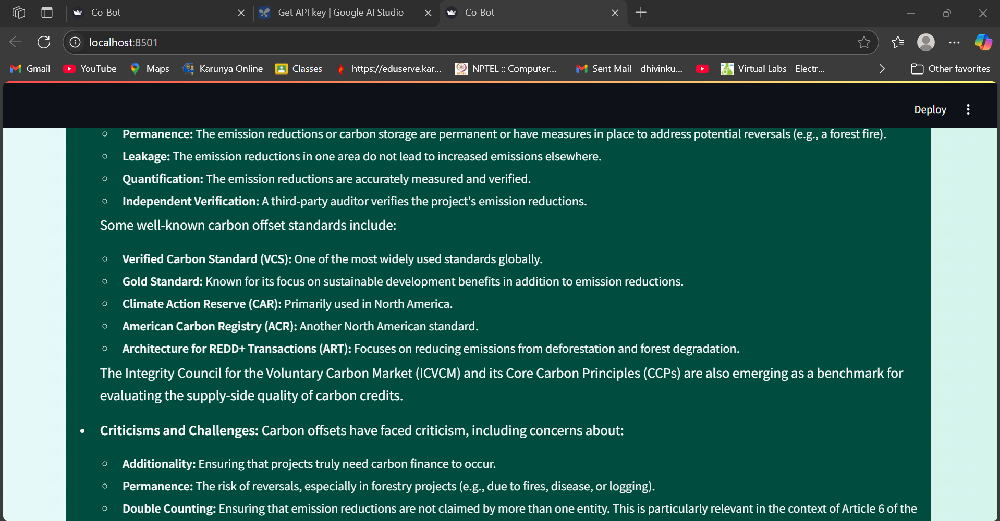 Co-Bot
Get API key | Google AI Studio
Co-Bot
localhost:8501
Gmail
YouTube
Maps
Karunya Online
Classes
https://eduserve.kar...
NPTEL :: Computer...
Sent Mail - dhivinku...
Virtual Labs - Electr...
Other favorites
Deploy
Permanence: The emission reductions or carbon storage are permanent or have measures in place to address potential reversals (e.g., a forest fire).
Leakage: The emission reductions in one area do not lead to increased emissions elsewhere.
Quantification: The emission reductions are accurately measured and verified.
Independent Verification: A third-party auditor verifies the project's emission reductions.
Some well-known carbon offset standards include:
Verified Carbon Standard (VCS): One of the most widely used standards globally.
Gold Standard: Known for its focus on sustainable development benefits in addition to emission reductions.
Climate Action Reserve (CAR): Primarily used in North America.
American Carbon Registry (ACR): Another North American standard.
Architecture for REDD+ Transactions (ART): Focuses on reducing emissions from deforestation and forest degradation.
The Integrity Council for the Voluntary Carbon Market (ICVCM) and its Core Carbon Principles (CCPs) are also emerging as a benchmark for
evaluating the supply-side quality of carbon credits.
Criticisms and Challenges: Carbon offsets have faced criticism, including concerns about:
Additionality: Ensuring that projects truly need carbon finance to occur.
Permanence: The risk of reversals, especially in forestry projects (e.g., due to fires, disease, or logging).
Double Counting: Ensuring that emission reductions are not claimed by more than one entity. This is particularly relevant in the context of Article 6 of the